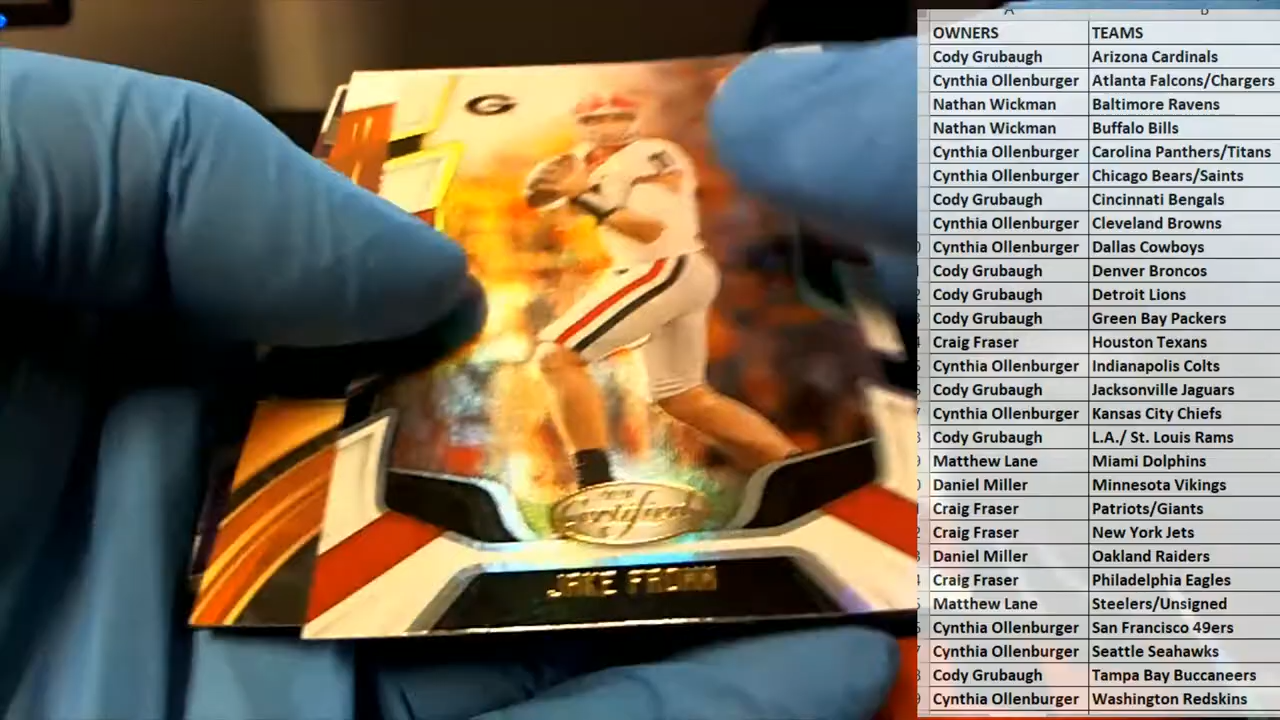 G
Certified
JAKE FROMM
A B
OWNERS TEAMS
Cody Grubaugh Arizona Cardinals
Cynthia Ollenburger Atlanta Falcons/Chargers
Nathan Wickman Baltimore Ravens
Nathan Wickman Buffalo Bills
Cynthia Ollenburger Carolina Panthers/Titans
Cynthia Ollenburger Chicago Bears/Saints
Cody Grubaugh Cincinnati Bengals
Cynthia Ollenburger Cleveland Browns
Cynthia Ollenburger Dallas Cowboys
Cody Grubaugh Denver Broncos
Cody Grubaugh Detroit Lions
Cody Grubaugh Green Bay Packers
Craig Fraser Houston Texans
Cynthia Ollenburger Indianapolis Colts
Cody Grubaugh Jacksonville Jaguars
Cynthia Ollenburger Kansas City Chiefs
Cody Grubaugh L.A./ St. Louis Rams
Matthew Lane Miami Dolphins
Daniel Miller Minnesota Vikings
Craig Fraser Patriots/Giants
Craig Fraser New York Jets
Daniel Miller Oakland Raiders
Craig Fraser Philadelphia Eagles
Matthew Lane Steelers/Unsigned
Cynthia Ollenburger San Francisco 49ers
Cynthia Ollenburger Seattle Seahawks
Cody Grubaugh Tampa Bay Buccaneers
Cynthia Ollenburger Washington Redskins